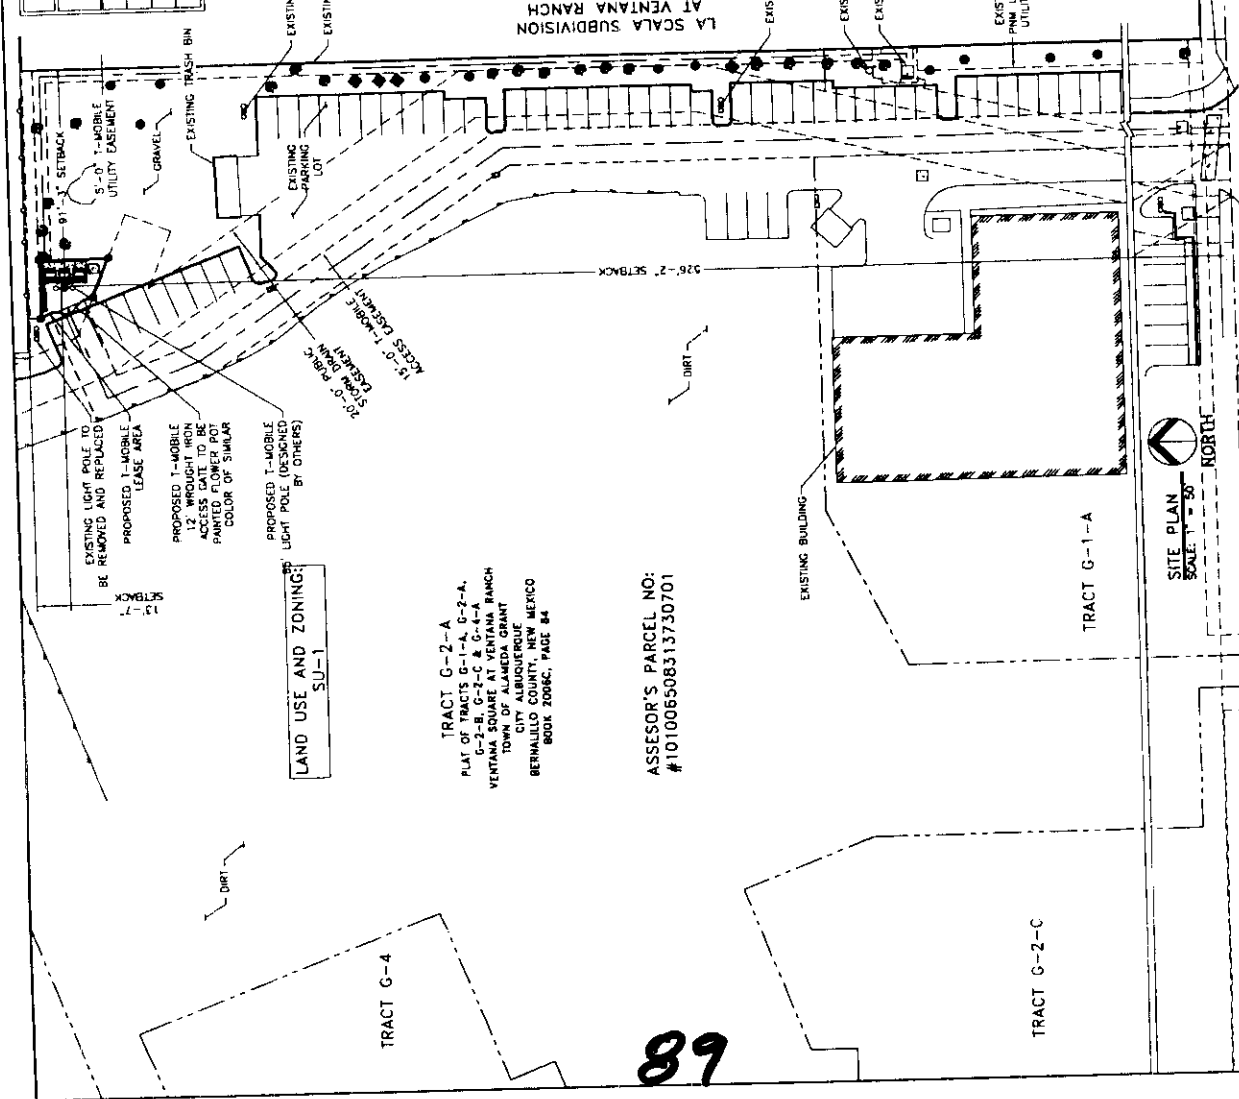 LA SCALA SUBDIVISION
AT VENTANA RANCH
EXISTING TRASH BIN
GRAVEL
5'-0" T-MOBILE
UTILITY EASEMENT
91'-3" SETBACK
EXISTING
PARKING
LOT
526'-2" SETBACK
15'-0" T-MOBILE
ACCESS EASEMENT
20'-0" PUBLIC
STORM DRAIN
EASEMENT
DIRT
EXISTING LIGHT POLE TO
BE REMOVED AND REPLACED
PROPOSED T-MOBILE
LEASE AREA
PROPOSED T-MOBILE
12' WROUGHT IRON
ACCESS GATE TO BE
PAINTED FLOWER POT
COLOR OF SIMILAR
PROPOSED T-MOBILE
LIGHT POLE (DESIGNED
BY OTHERS)
13'-7"
SETBACK
LAND USE AND ZONING:
SU-1
TRACT G-2-A
PLAT OF TRACTS G-1-A, G-2-A,
G-2-B, G-2-C & G-4-A
VENTANA SQUARE AT VENTANA RANCH
TOWN OF ALAMEDA GRANT
CITY ALBUQUERQUE
BERNALILLO COUNTY, NEW MEXICO
BOOK 2006C, PAGE 84
ASSESSOR'S PARCEL NO:
#101006508313730701
EXISTING BUILDING
TRACT G-1-A
SITE PLAN
SCALE: 1" = 50'
NORTH
DIRT
TRACT G-4
TRACT G-2-C
89